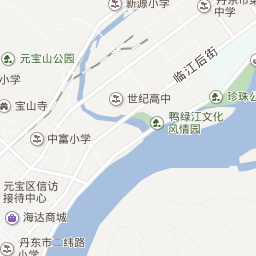 新源小学
丹东市第
中学
元宝山公园
小学
临江后街
世纪高中
珍珠公
宝山寺
鸭绿江文化
风情园
中富小学
元宝区信访
接待中心
海达商城
丹东市二纬路
小学